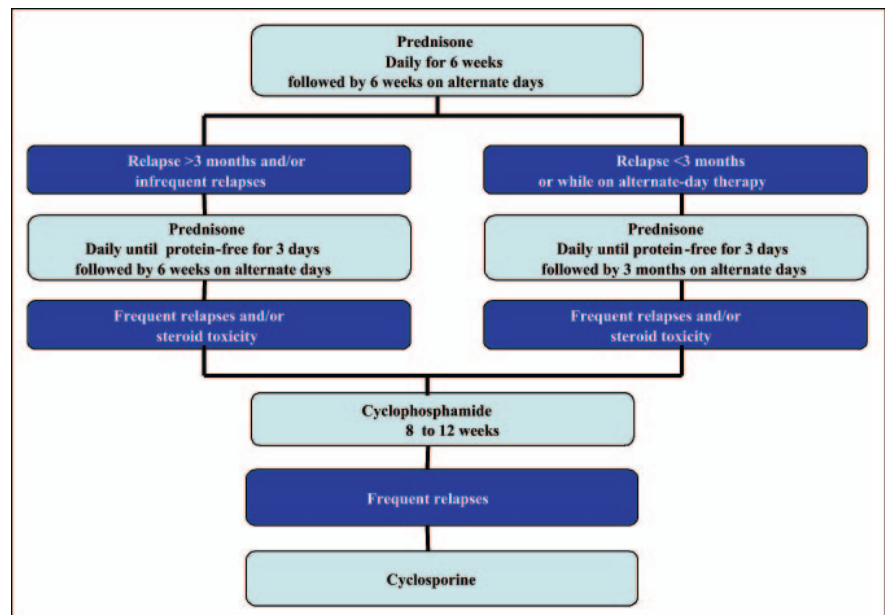 Prednisone
Daily for 6 weeks
followed by 6 weeks on alternate days
Relapse >3 months and/or
infrequent relapses
Relapse <3 months
or while on alternate-day therapy
Prednisone
Daily until protein-free for 3 days
followed by 6 weeks on alternate days
Prednisone
Daily until protein-free for 3 days
followed by 3 months on alternate days
Frequent relapses and/or
steroid toxicity
Frequent relapses and/or
steroid toxicity
Cyclophosphamide
8 to 12 weeks
Frequent relapses
Cyclosporine